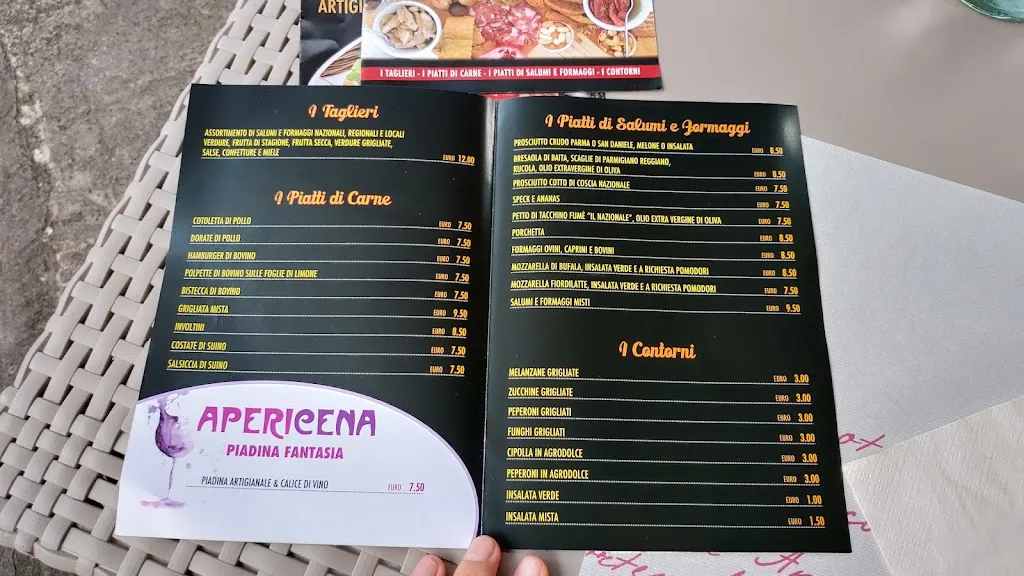 ARTIGI
I TAGLIERI - I PIATTI DI CARNE - I PIATTI DI SALUMI E FORMAGGI - I CONTORNI
I Taglieri
ASSORTIMENTO DI SALUMI E FORMAGGI NAZIONALI, REGIONALI E LOCALI
VERDURE, FRUTTA DI STAGIONE, FRUTTA SECCA, VERDURE GRIGLIATE,
SALSE, CONFETTURE E MIELE EURO 12.00
I Piatti di Carne
COTOLETTA DI POLLO EURO 7.50
DORATE DI POLLO EURO 7.50
HAMBURGER DI BOVINO EURO 7.50
POLPETTE DI BOVINO SULLE FOGLIE DI LIMONE EURO 7.50
BISTECCA DI BOVINO EURO 7.50
GRIGLIATA MISTA EURO 9.50
INVOLTINI EURO 8.50
COSTATE DI SUINO EURO 7.50
SALSICCIA DI SUINO EURO 7.50
APERICENA
PIADINA FANTASIA
PIADINA ARTIGIANALE & CALICE DI VINO EURO 7.50
I Piatti di Salumi e Formaggi
PROSCIUTTO CRUDO PARMA O SAN DANIELE, MELONE O INSALATA EURO 8.50
BRESAOLA DI BAITA, SCAGLIE DI PARMIGIANO REGGIANO,
RUCOLA, OLIO EXTRAVERGINE DI OLIVA EURO 8.50
PROSCIUTTO COTTO DI COSCIA NAZIONALE EURO 7.50
SPECK E ANANAS EURO 7.50
PETTO DI TACCHINO FUMÈ "IL NAZIONALE", OLIO EXTRA VERGINE DI OLIVA EURO 7.50
PORCHETTA EURO 8.50
FORMAGGI OVINI, CAPRINI E BOVINI EURO 8.50
MOZZARELLA DI BUFALA, INSALATA VERDE E A RICHIESTA POMODORI EURO 8.50
MOZZARELLA FIORDILATTE, INSALATA VERDE E A RICHIESTA POMODORI EURO 7.50
SALUMI E FORMAGGI MISTI EURO 9.50
I Contorni
MELANZANE GRIGLIATE EURO 3.00
ZUCCHINE GRIGLIATE EURO 3.00
PEPERONI GRIGLIATI EURO 3.00
FUNGHI GRIGLIATI EURO 3.00
CIPOLLA IN AGRODOLCE EURO 3.00
PEPERONI IN AGRODOLCE EURO 3.00
INSALATA VERDE EURO 1.00
INSALATA MISTA EURO 1.50